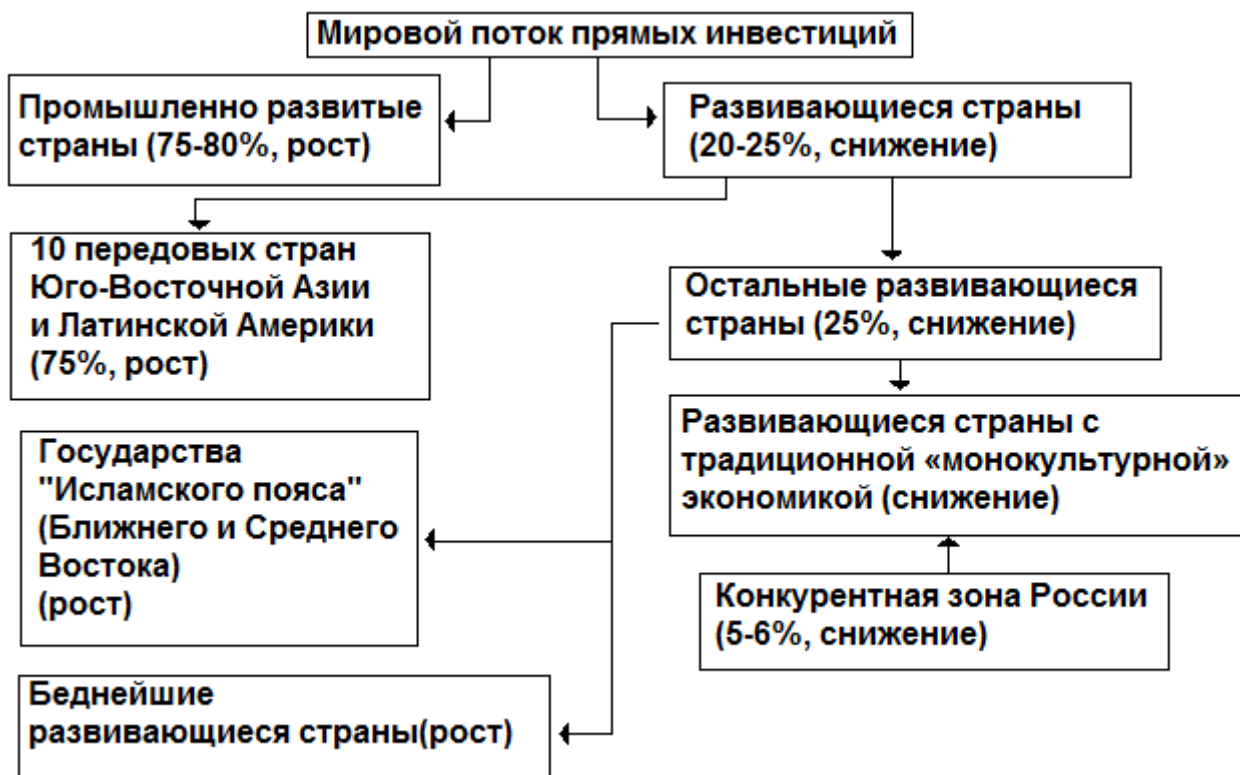 Мировой поток прямых инвестиций
Промышленно развитые
страны (75-80%, рост)
Развивающиеся страны
(20-25%, снижение)
10 передовых стран
Юго-Восточной Азии
и Латинской Америки
(75%, рост)
Остальные развивающиеся
страны (25%, снижение)
Развивающиеся страны с
традиционной «монокультурной»
экономикой (снижение)
Государства
"Исламского пояса"
(Ближнего и Среднего
Востока)
(рост)
Конкурентная зона России
(5-6%, снижение)
Беднейшие
развивающиеся страны(рост)